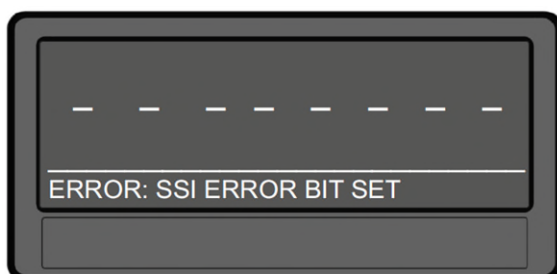 – – – – – – – –
ERROR: SSI ERROR BIT SET